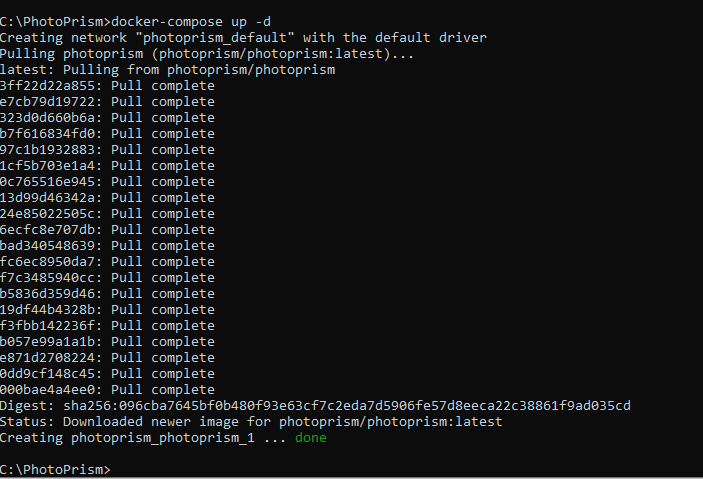 C:\PhotoPrism>docker-compose up -d
Creating network "photoprism_default" with the default driver
Pulling photoprism (photoprism/photoprism:latest)...
latest: Pulling from photoprism/photoprism
3ff22d22a855: Pull complete
e7cb79d19722: Pull complete
323d0d660b6a: Pull complete
b7f616834fd0: Pull complete
97c1b1932883: Pull complete
1cf5b703e1a4: Pull complete
0c765516e945: Pull complete
13d99d46342a: Pull complete
24e85022505c: Pull complete
6ecfc8e707db: Pull complete
bad340548639: Pull complete
fc6ec8950da7: Pull complete
f7c3485940cc: Pull complete
b5836d359d46: Pull complete
19df44b4328b: Pull complete
f3fbb142236f: Pull complete
b057e99a1a1b: Pull complete
e871d2708224: Pull complete
0dd9cf148c45: Pull complete
000bae4a4ee0: Pull complete
Digest: sha256:096cba7645bf0b480f93e63cf7c2eda7d5906fe57d8eeca22c38861f9ad035cd
Status: Downloaded newer image for photoprism/photoprism:latest
Creating photoprism_photoprism_1 ... done
C:\PhotoPrism>